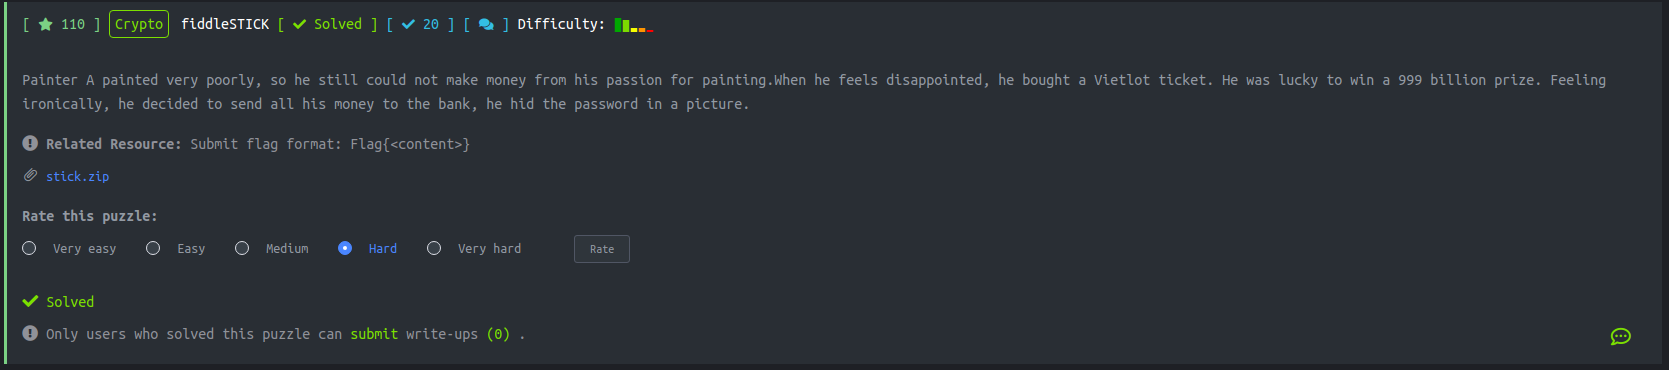 [ 110 ] Crypto fiddleSTICK [ Solved ] [ 20 ] [ ] Difficulty:
Painter A painted very poorly, so he still could not make money from his passion for painting.When he feels disappointed, he bought a Vietlot ticket. He was lucky to win a 999 billion prize. Feeling
ironically, he decided to send all his money to the bank, he hid the password in a picture.
Related Resource: Submit flag format: Flag{<content>}
stick.zip
Rate this puzzle:
Very easy Easy Medium Hard Very hard Rate
Solved
Only users who solved this puzzle can submit write-ups (0) .